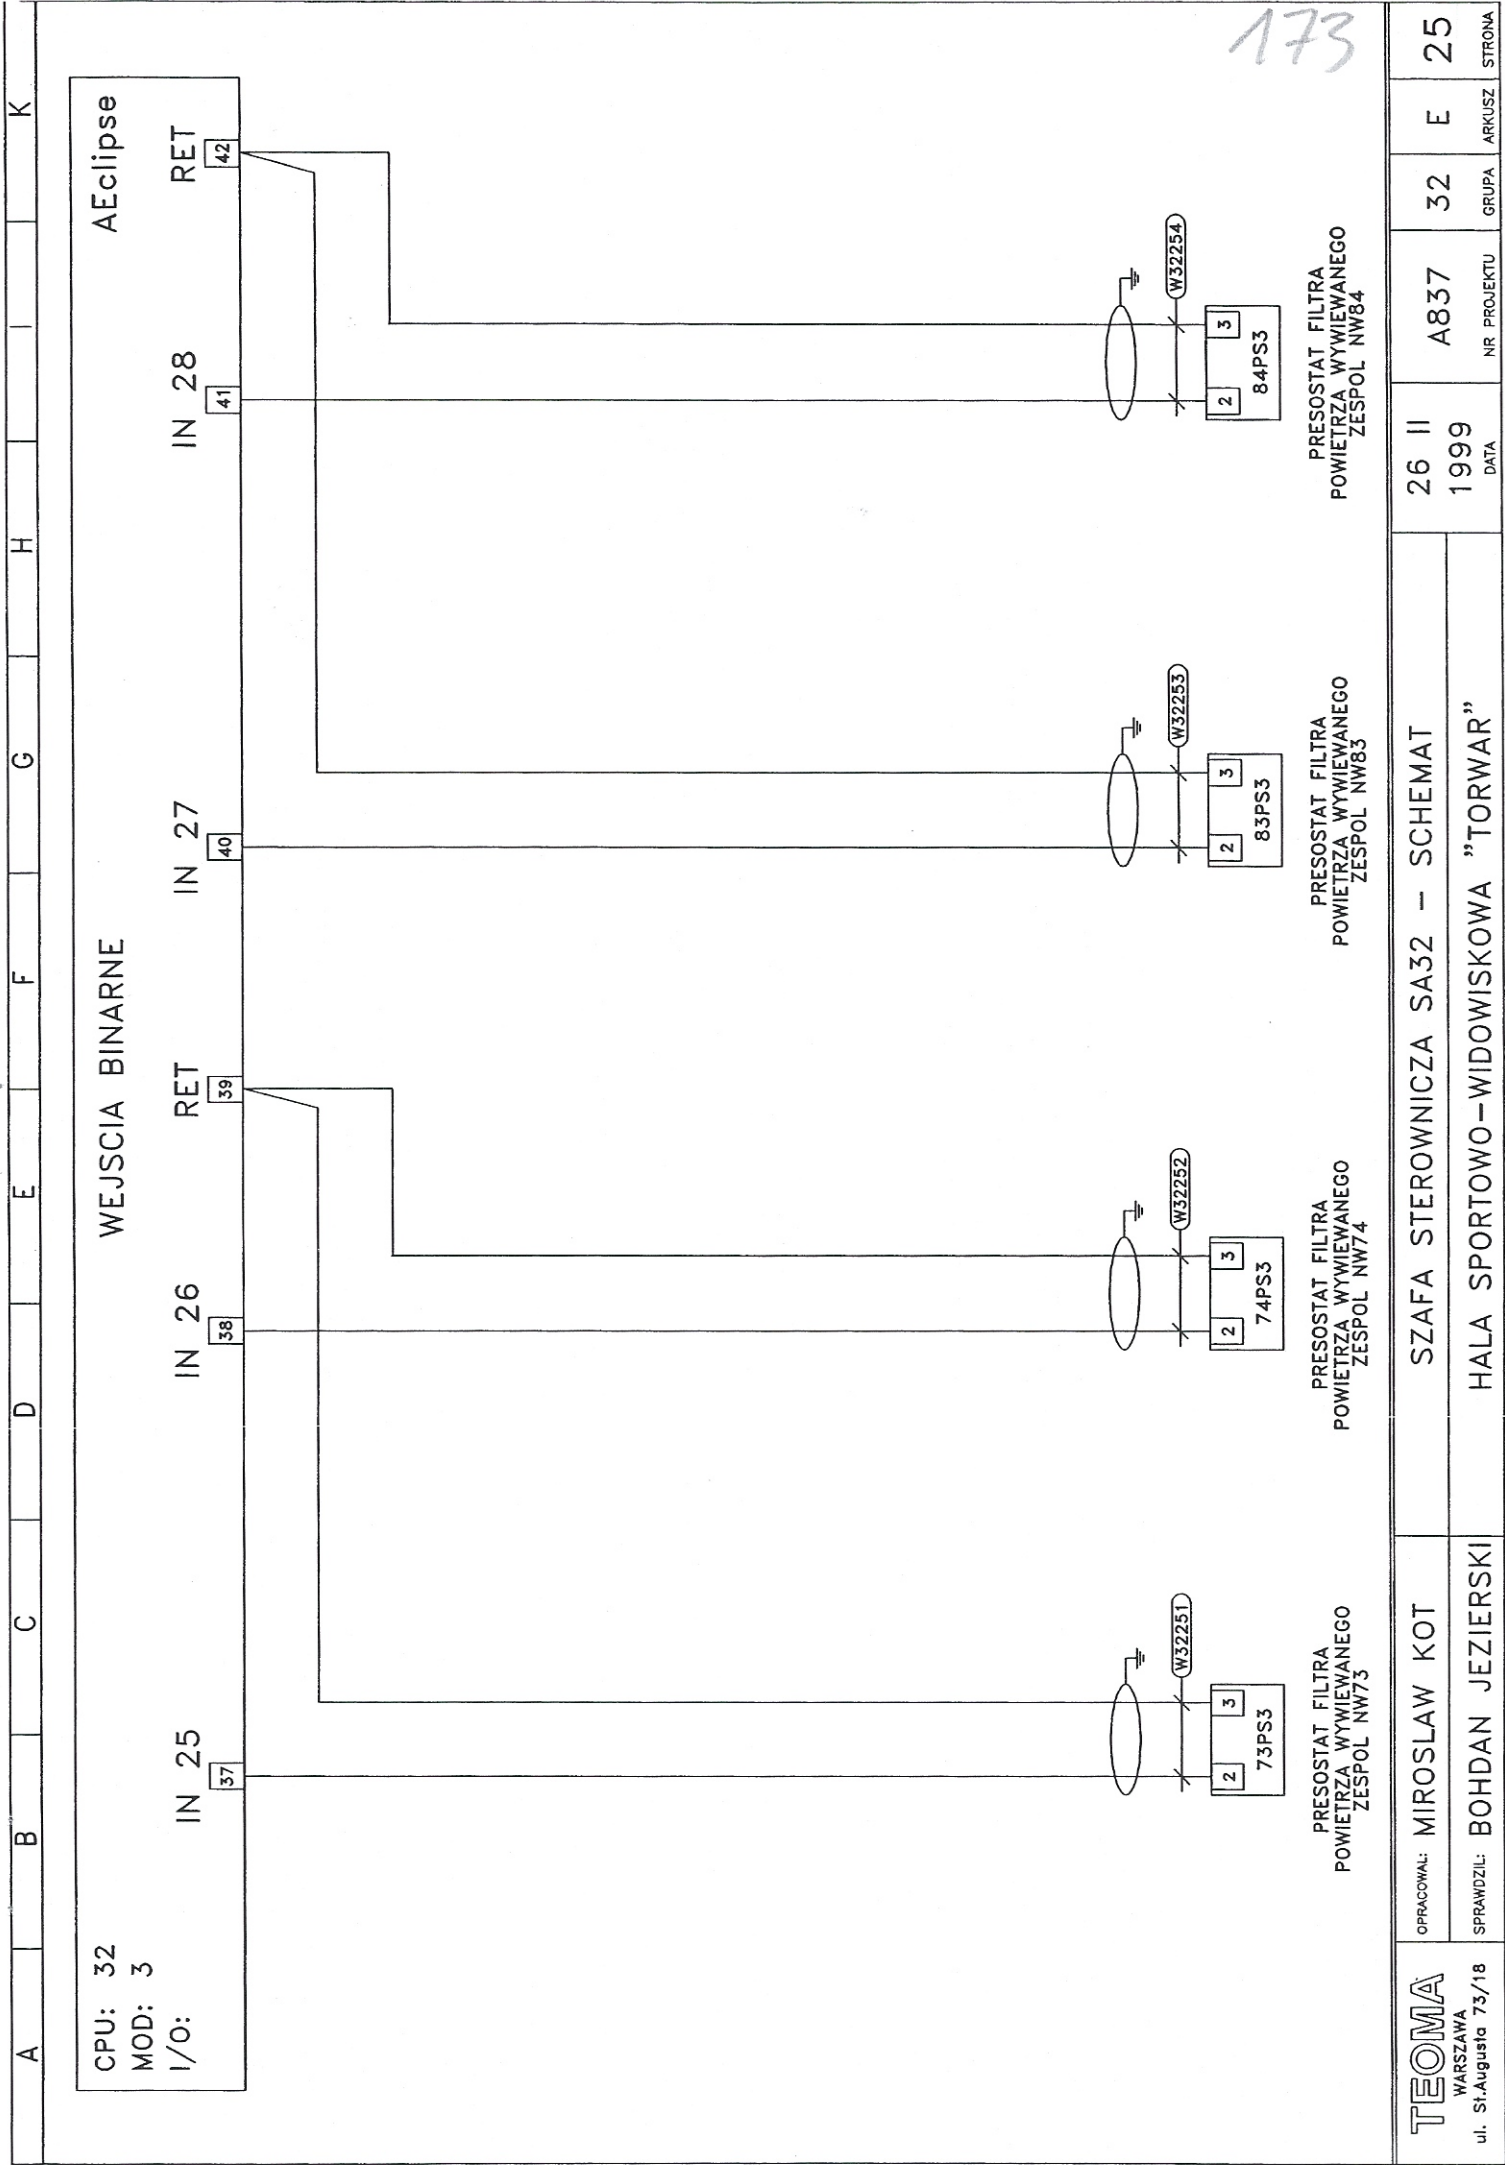 A B C D E F G H I K
WEJSCIA BINARNE
AEclipse
CPU: 32
MOD: 3
I/O:
IN 25
IN 26
RET
IN 27
IN 28
RET
37
38
39
40
41
42
W32251
W32252
W32253
W32254
2 3
73PS3
2 3
74PS3
2 3
83PS3
2 3
84PS3
PRESOSTAT FILTRA
POWIETRZA WYWIEWANEGO
ZESPOL NW73
PRESOSTAT FILTRA
POWIETRZA WYWIEWANEGO
ZESPOL NW74
PRESOSTAT FILTRA
POWIETRZA WYWIEWANEGO
ZESPOL NW83
PRESOSTAT FILTRA
POWIETRZA WYWIEWANEGO
ZESPOL NW84
173
TEOMA
WARSZAWA
ul. St.Augusta 73/18
OPRACOWAL: MIROSLAW KOT
SPRAWDZIL: BOHDAN JEZIERSKI
SZAFA STEROWNICZA SA32 – SCHEMAT
HALA SPORTOWO–WIDOWISKOWA ”TORWAR”
26 II
1999
DATA
A837
NR PROJEKTU
32
GRUPA
E
ARKUSZ
25
STRONA